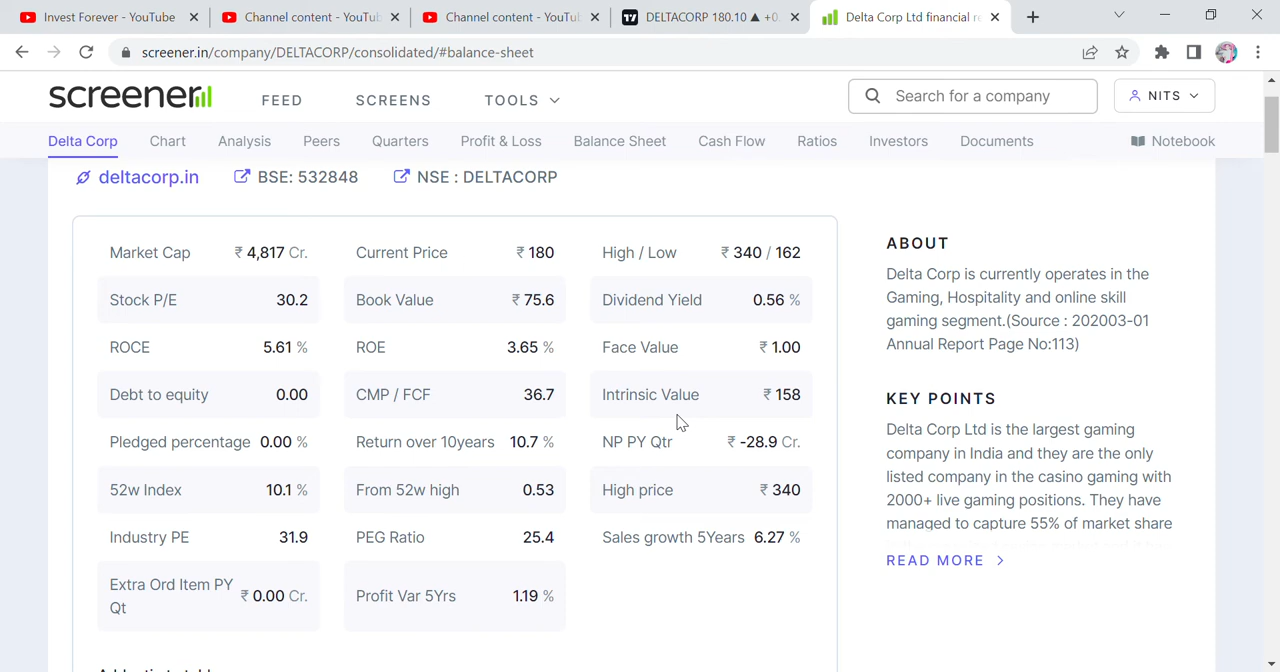 Invest Forever - YouTube
Channel content - YouTu
Channel content - YouTu
DELTACORP 180.10 ▲ +0.
Delta Corp Ltd financial re
screener.in/company/DELTACORP/consolidated/#balance-sheet
screener
FEED
SCREENS
TOOLS
Search for a company
NITS
Delta Corp
Chart
Analysis
Peers
Quarters
Profit & Loss
Balance Sheet
Cash Flow
Ratios
Investors
Documents
Notebook
deltacorp.in
BSE: 532848
NSE : DELTACORP
Market Cap ₹ 4,817 Cr.
Current Price ₹ 180
High / Low ₹ 340 / 162
Stock P/E 30.2
Book Value ₹ 75.6
Dividend Yield 0.56 %
ROCE 5.61 %
ROE 3.65 %
Face Value ₹ 1.00
Debt to equity 0.00
CMP / FCF 36.7
Intrinsic Value ₹ 158
Pledged percentage 0.00 %
Return over 10years 10.7 %
NP PY Qtr ₹ -28.9 Cr.
52w Index 10.1 %
From 52w high 0.53
High price ₹ 340
Industry PE 31.9
PEG Ratio 25.4
Sales growth 5Years 6.27 %
Extra Ord Item PY
Qt ₹ 0.00 Cr.
Profit Var 5Yrs 1.19 %
ABOUT
Delta Corp is currently operates in the
Gaming, Hospitality and online skill
gaming segment.(Source : 202003-01
Annual Report Page No:113)
KEY POINTS
Delta Corp Ltd is the largest gaming
company in India and they are the only
listed company in the casino gaming with
2000+ live gaming positions. They have
managed to capture 55% of market share
READ MORE